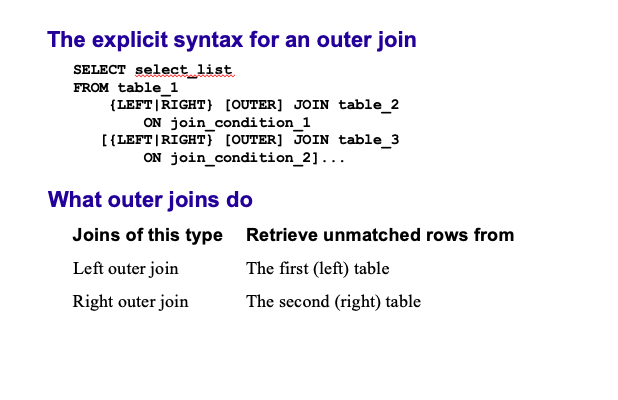 The explicit syntax for an outer join
SELECT select_list
FROM table_1
{LEFT|RIGHT} [OUTER] JOIN table_2
ON join_condition_1
[{LEFT|RIGHT} [OUTER] JOIN table_3
ON join_condition_2]...
What outer joins do
Joins of this type Retrieve unmatched rows from
Left outer join The first (left) table
Right outer join The second (right) table